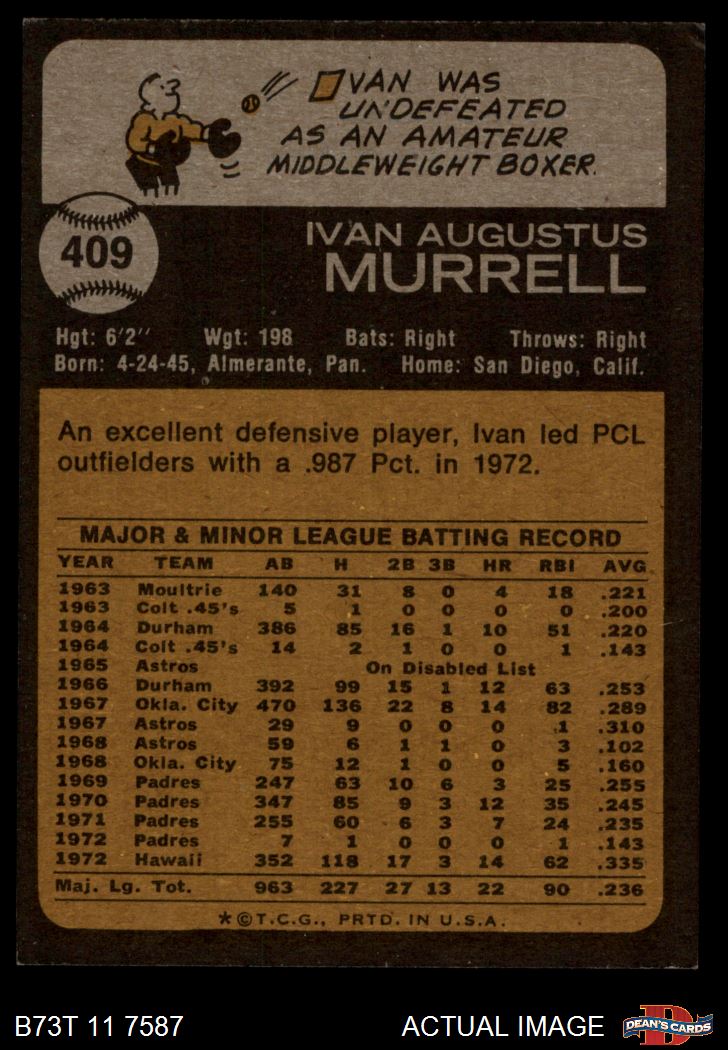 IVAN WAS
UNDEFEATED
AS AN AMATEUR
MIDDLEWEIGHT BOXER.
409
IVAN AUGUSTUS
MURRELL
Hgt: 6'2" Wgt: 198 Bats: Right Throws: Right
Born: 4-24-45, Almerante, Pan. Home: San Diego, Calif.
An excellent defensive player, Ivan led PCL
outfielders with a .987 Pct. in 1972.
MAJOR & MINOR LEAGUE BATTING RECORD
YEAR TEAM AB H 2B 3B HR RBI AVG.
1963 Moultrie 140 31 8 0 4 18 .221
1963 Colt .45's 5 1 0 0 0 0 .200
1964 Durham 386 85 16 1 10 51 .220
1964 Colt .45's 14 2 1 0 0 1 .143
1965 Astros On Disabled List
1966 Durham 392 99 15 1 12 63 .253
1967 Okla. City 470 136 22 8 14 82 .289
1967 Astros 29 9 0 0 0 1 .310
1968 Astros 59 6 1 1 0 3 .102
1968 Okla. City 75 12 1 0 0 5 .160
1969 Padres 247 63 10 6 3 25 .255
1970 Padres 347 85 9 3 12 35 .245
1971 Padres 255 60 6 3 7 24 .235
1972 Padres 7 1 0 0 0 1 .143
1972 Hawaii 352 118 17 3 14 62 .335
Maj. Lg. Tot. 963 227 27 13 22 90 .236
*©T.C.G., PRTD. IN U.S.A.
B73T 11 7587 ACTUAL IMAGE D DEAN'S CARDS